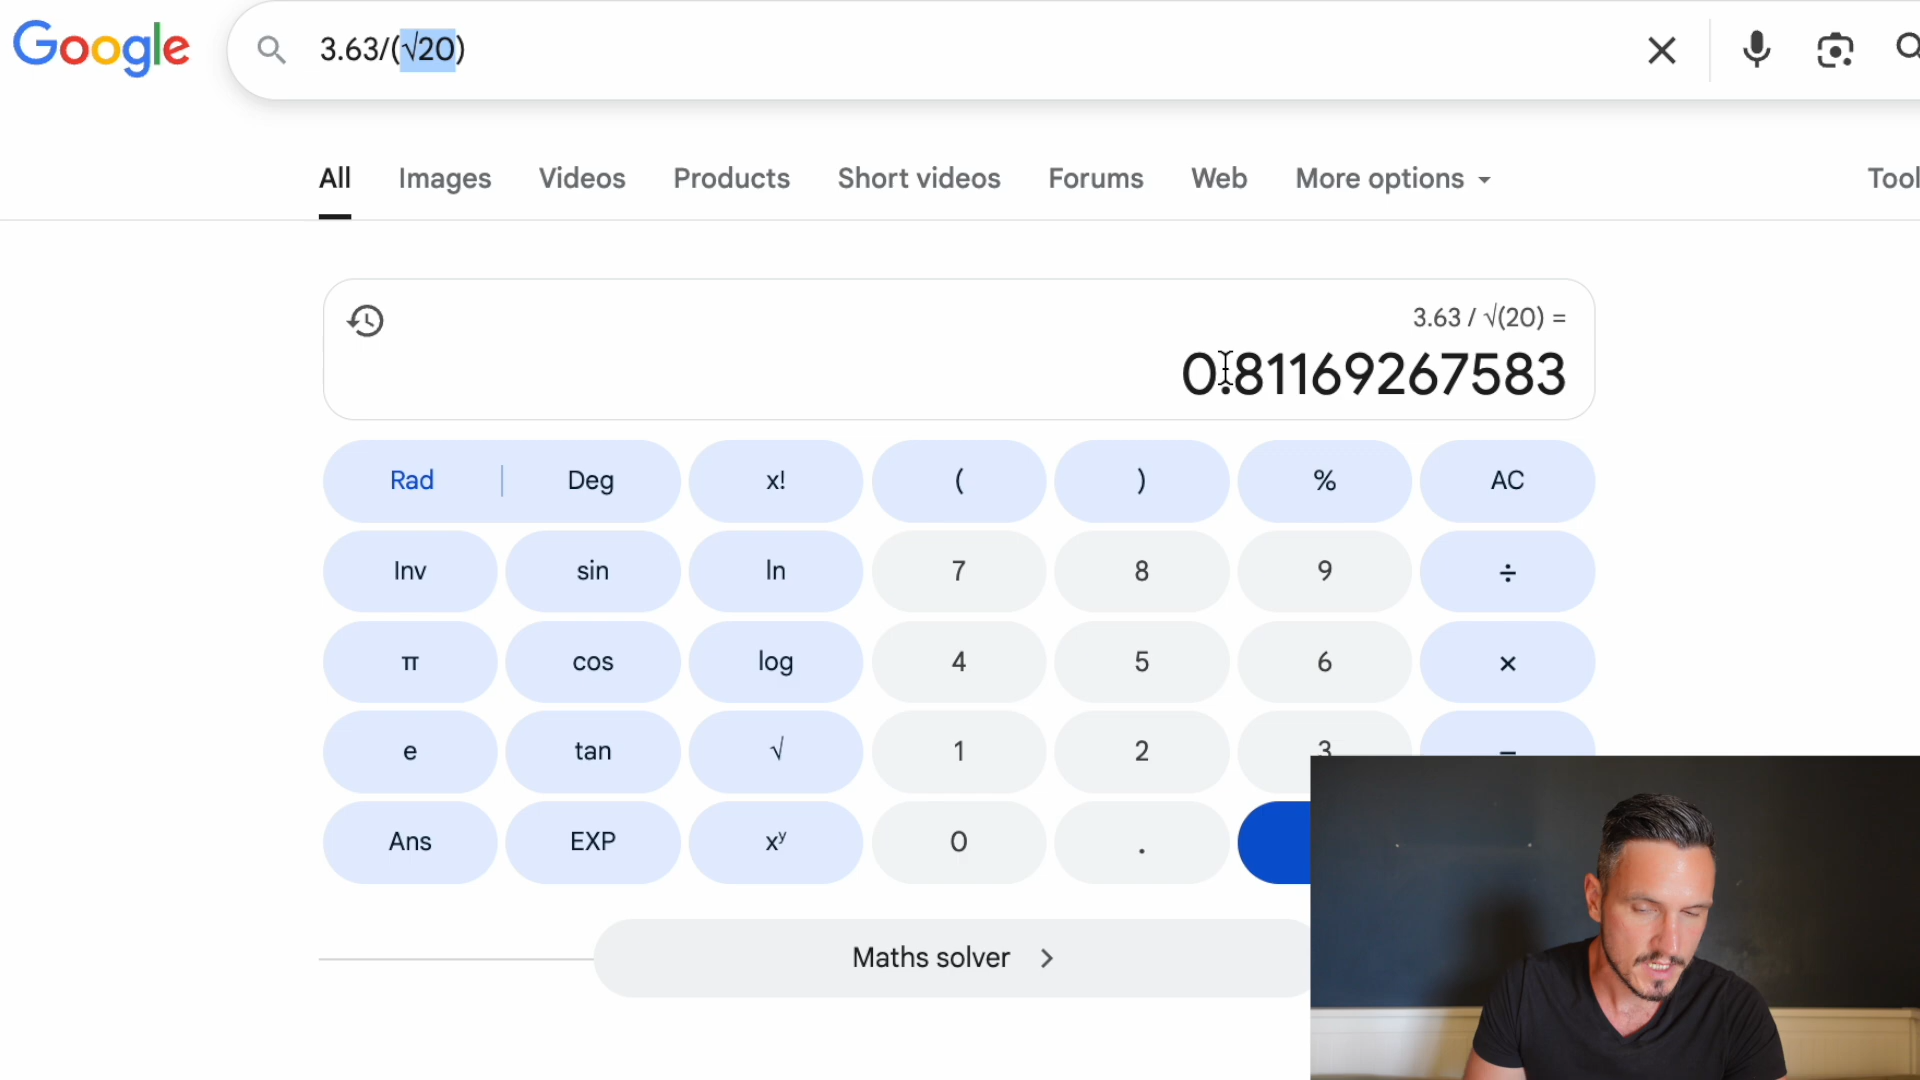 Google
3.63/(√20)
All Images Videos Products Short videos Forums Web More options Tool
3.63 / √(20) =
0.81169267583
Rad | Deg x! ( ) % AC
Inv sin ln 7 8 9 ÷
π cos log 4 5 6 ×
e tan √ 1 2 3 −
Ans EXP xʸ 0 .
Maths solver